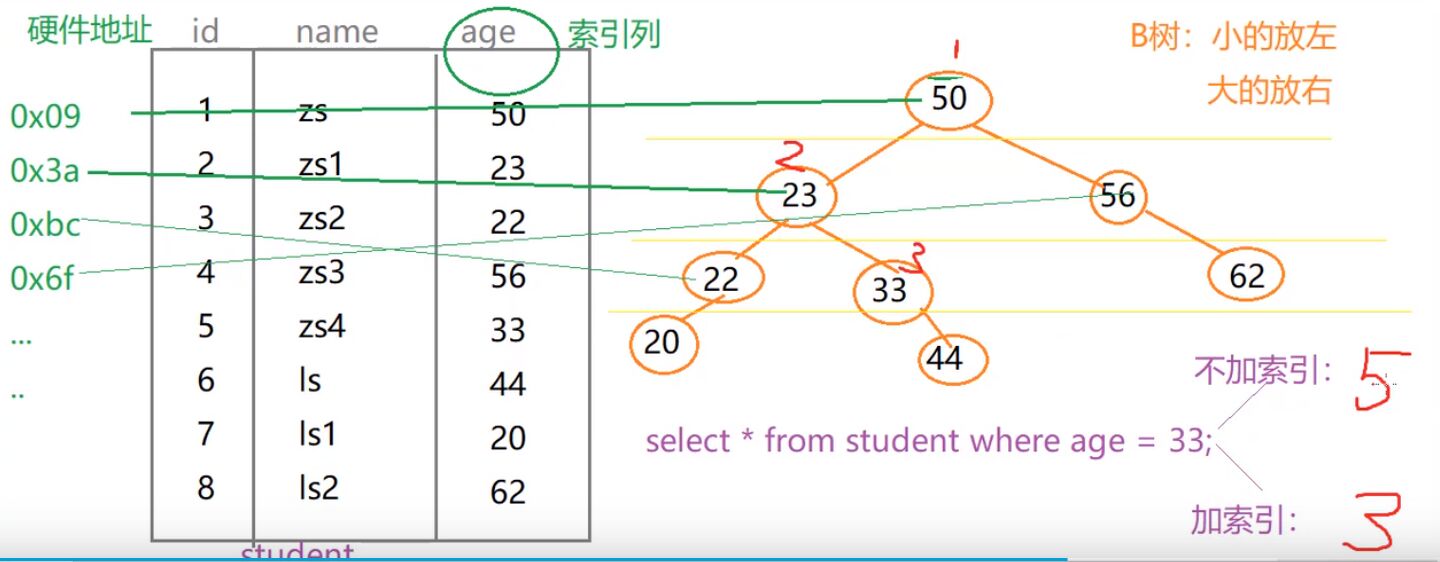 硬件地址 id name age 索引列
B树：小的放左
大的放右
0x09 1 zs 50
0x3a 2 zs1 23
0xbc 3 zs2 22
0x6f 4 zs3 56
... 5 zs4 33
.. 6 ls 44
7 ls1 20
8 ls2 62
student
1
50
2
23 56
3
22 33 62
20 44
不加索引： 5
select * from student where age = 33;
加索引： 3